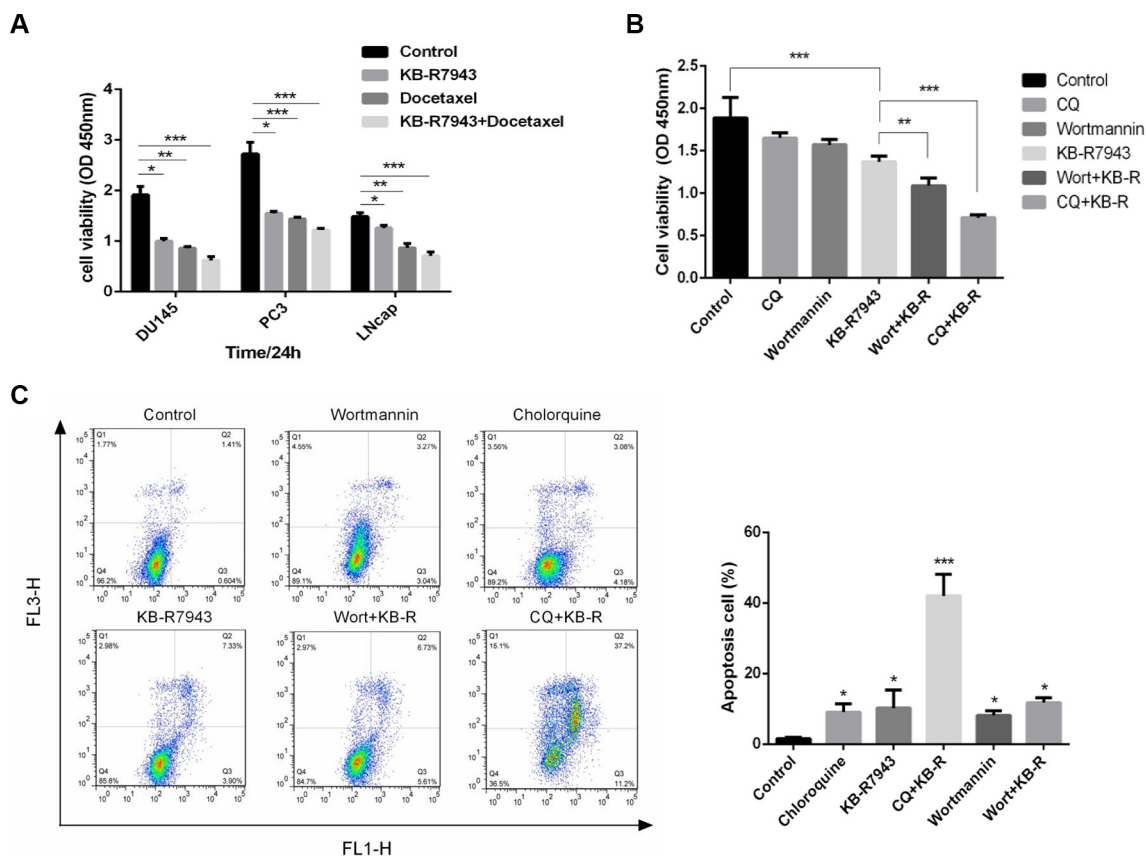 A
Control
KB-R7943
Docetaxel
KB-R7943+Docetaxel
cell viability (OD 450nm)
4
3
2
1
0
*** ** *
*** *** *
*** ** *
DU145 PC3 LNcap
Time/24h
B
Cell viability (OD 450nm)
2.5
2.0
1.5
1.0
0.5
0.0
***
***
**
Control
CQ
Wortmannin
KB-R7943
Wort+KB-R
CQ+KB-R
Control CQ Wortmannin KB-R7943 Wort+KB-R CQ+KB-R
C
FL3-H
FL1-H
Control
Q1 1.77%
Q2 1.41%
Q4 96.2%
Q3 0.604%
Wortmannin
Q1 4.55%
Q2 3.27%
Q4 89.1%
Q3 3.04%
Cholorquine
Q1 3.56%
Q2 3.08%
Q4 89.2%
Q3 4.18%
KB-R7943
Q1 2.98%
Q2 7.33%
Q4 85.8%
Q3 3.90%
Wort+KB-R
Q1 2.97%
Q2 6.73%
Q4 84.7%
Q3 5.61%
CQ+KB-R
Q1 15.1%
Q2 37.2%
Q4 36.5%
Q3 11.2%
Apoptosis cell (%)
60
40
20
0
* * *** * *
Control Chloroquine KB-R7943 CQ+KB-R Wortmannin Wort+KB-R